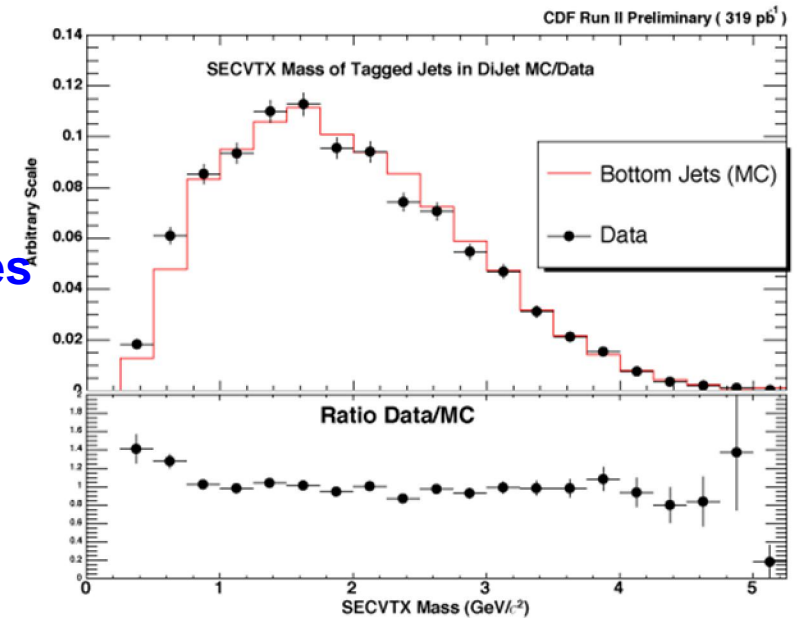 CDF Run II Preliminary ( 319 pb-1 )
0.14
0.12
0.1
0.08
0.06
0.04
0.02
0
Arbitrary Scale
es
SECVTX Mass of Tagged Jets in DiJet MC/Data
Bottom Jets (MC)
Data
Ratio Data/MC
2
1.8
1.6
1.4
1.2
1
0.8
0.6
0.4
0.2
0
0 1 2 3 4 5
SECVTX Mass (GeV/c²)